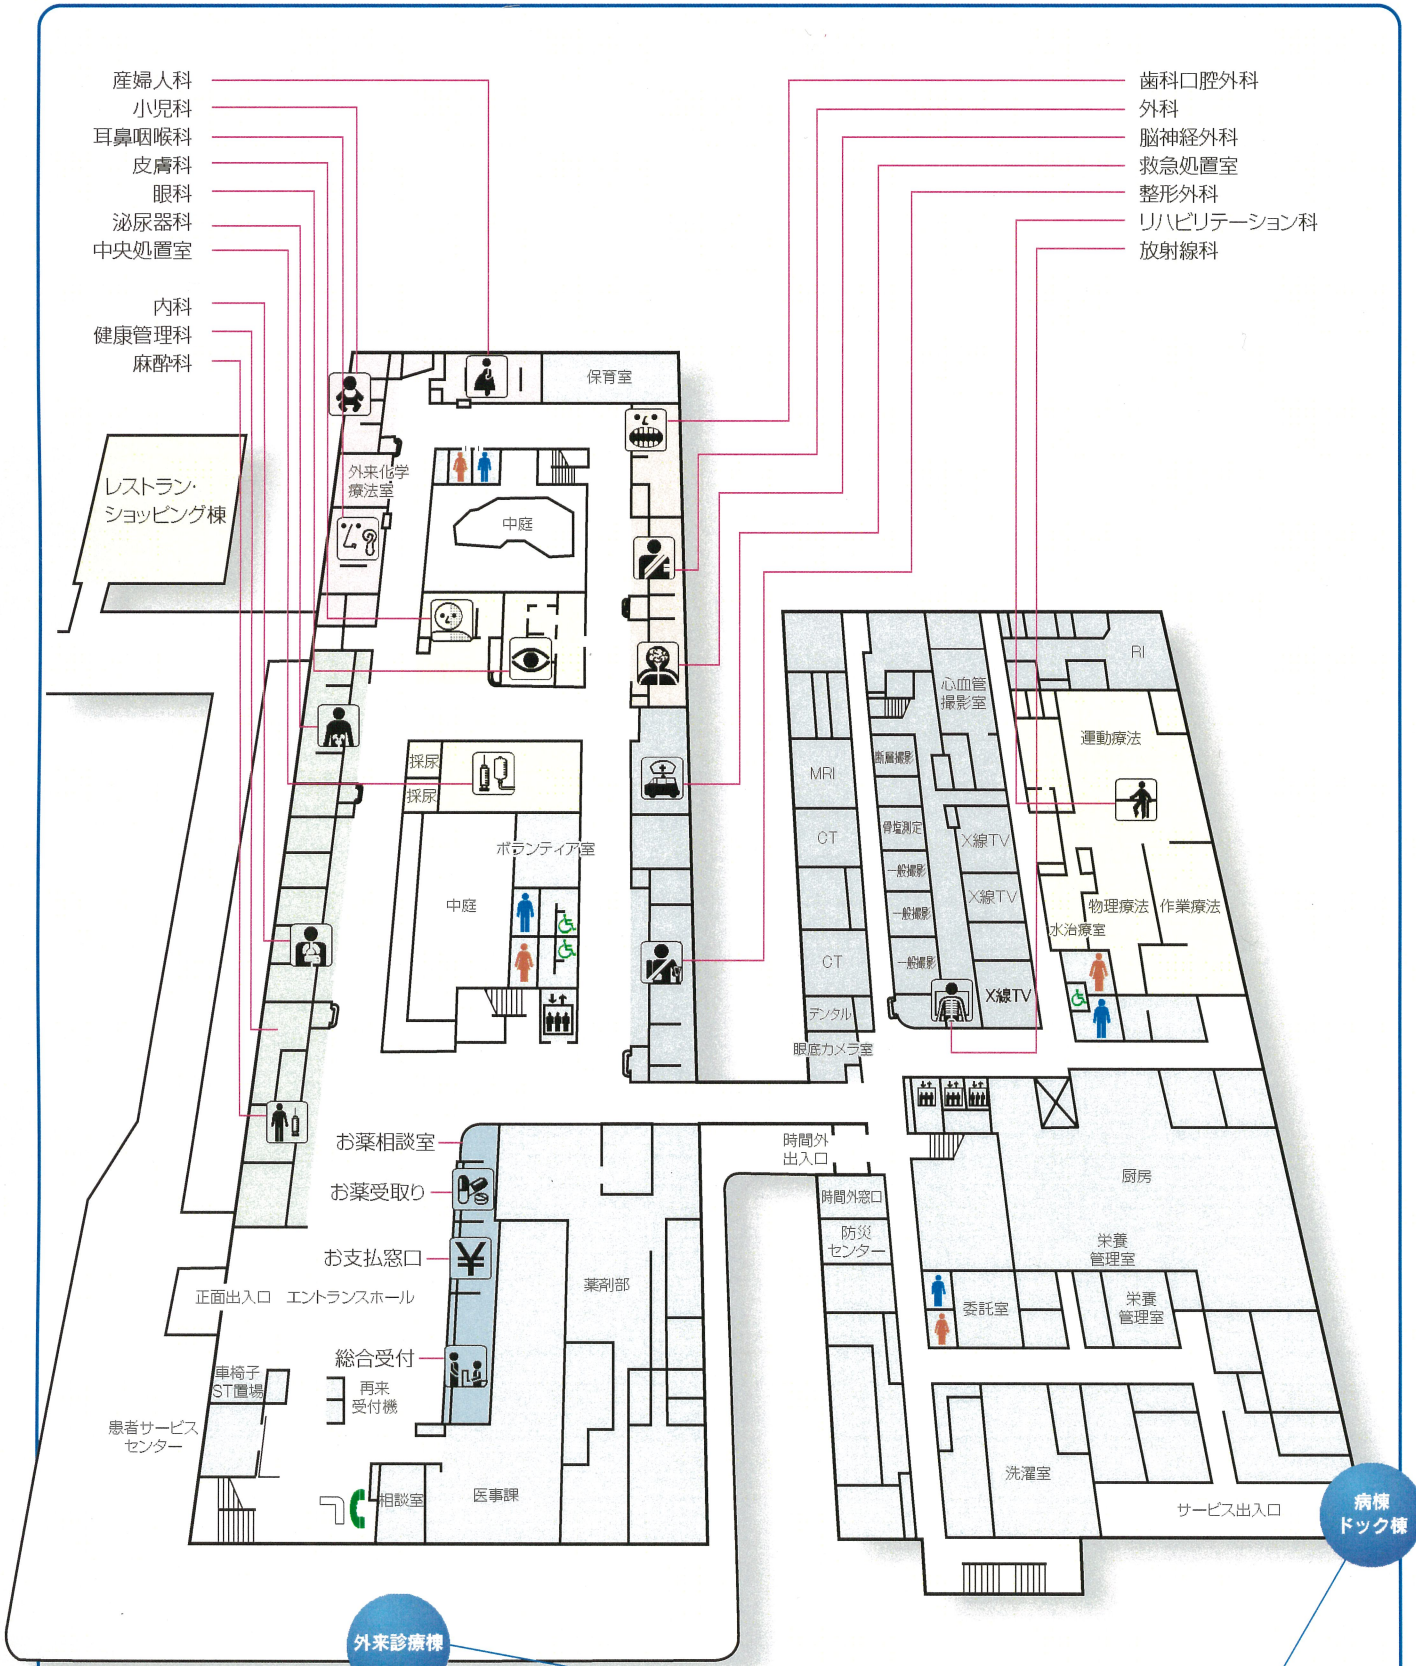 産婦人科
小児科
耳鼻咽喉科
皮膚科
眼科
泌尿器科
中央処置室
内科
健康管理科
麻酔科
歯科口腔外科
外科
脳神経外科
救急処置室
整形外科
リハビリテーション科
放射線科
保育室
レストラン・
ショッピング棟
外来化学
療法室
中庭
採尿
採尿
ボランティア室
中庭
RI
心血管
撮影室
運動療法
断層撮影
MRI
骨塩測定
CT
X線TV
一般撮影
X線TV
一般撮影
物理療法
作業療法
水治療室
CT
一般撮影
X線TV
デンタル
眼底カメラ室
お薬相談室
時間外
出入口
お薬受取り
時間外窓口
厨房
防災
センター
お支払窓口
¥
栄養
管理室
薬剤部
正面出入口
エントランスホール
委託室
栄養
管理室
総合受付
車椅子
ST置場
再来
受付機
患者サービス
センター
洗濯室
相談室
医事課
サービス出入口
病棟
ドック棟
外来診療棟